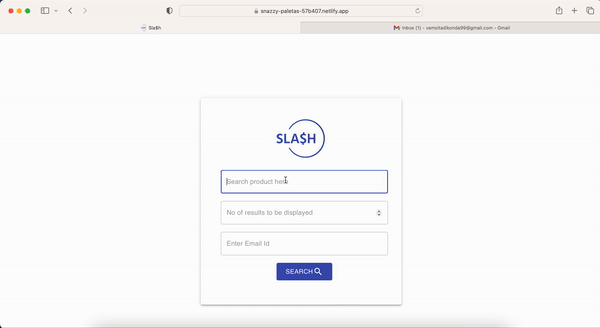 snazzy-paletas-57b407.netlify.app
Sla$h
Inbox (1) - vemsitadikonda99@gmail.com - Gmail
SLA$H
Search product here
No of results to be displayed
Enter Email Id
SEARCH